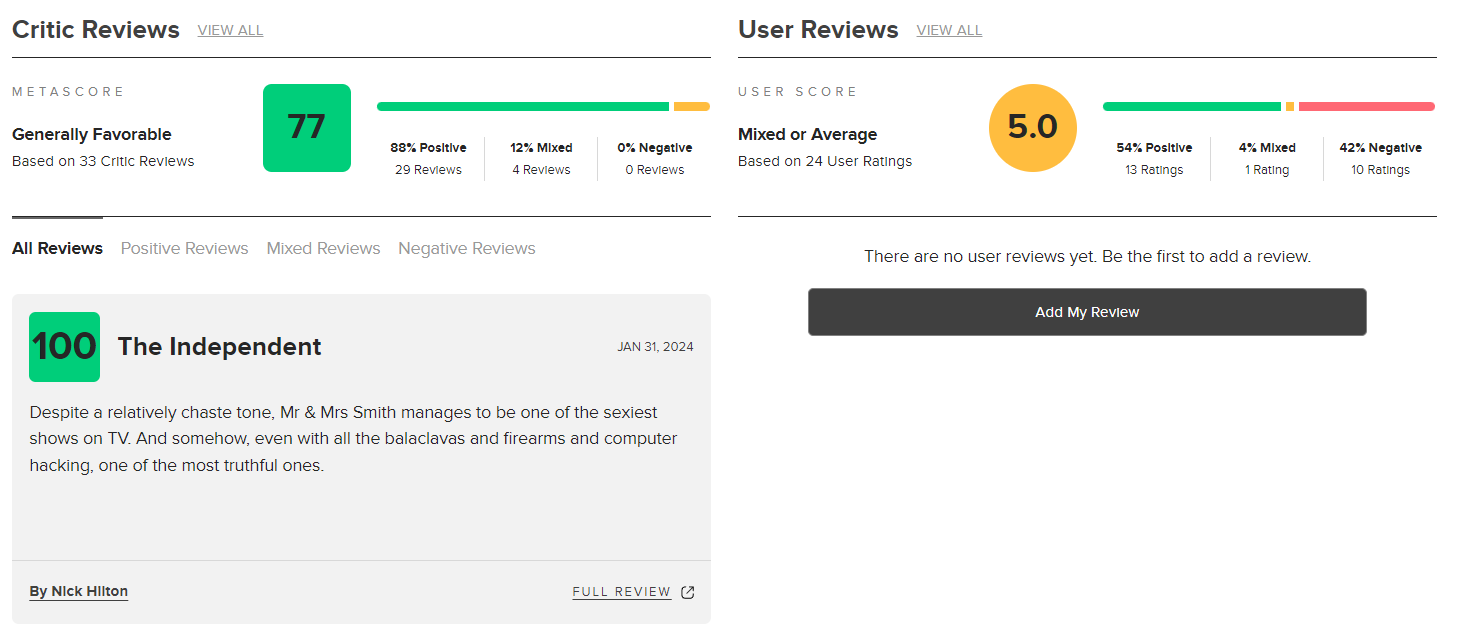 Critic Reviews VIEW ALL
METASCORE
Generally Favorable
Based on 33 Critic Reviews
77
88% Positive
29 Reviews
12% Mixed
4 Reviews
0% Negative
0 Reviews
All Reviews Positive Reviews Mixed Reviews Negative Reviews
100 The Independent JAN 31, 2024
Despite a relatively chaste tone, Mr & Mrs Smith manages to be one of the sexiest
shows on TV. And somehow, even with all the balaclavas and firearms and computer
hacking, one of the most truthful ones.
By Nick Hilton FULL REVIEW
User Reviews VIEW ALL
USER SCORE
Mixed or Average
Based on 24 User Ratings
5.0
54% Positive
13 Ratings
4% Mixed
1 Rating
42% Negative
10 Ratings
There are no user reviews yet. Be the first to add a review.
Add My Review